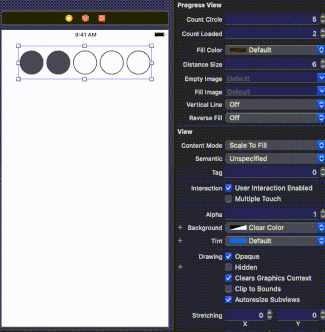 9:41 AM
Progress View
Count Circle 5
Count Loaded 2
Fill Color Default
Distance Size 6
Empty Image Default
Fill Image Default
Vertical Line Off
Reverse Fill Off
View
Content Mode Scale To Fill
Semantic Unspecified
Tag 0
Interaction User Interaction Enabled
Multiple Touch
Alpha 1
+ Background Clear Color
+ Tint Default
Drawing Opaque
+ Hidden
Clears Graphics Context
Clip to Bounds
Autoresize Subviews
Stretching 0 0
X Y